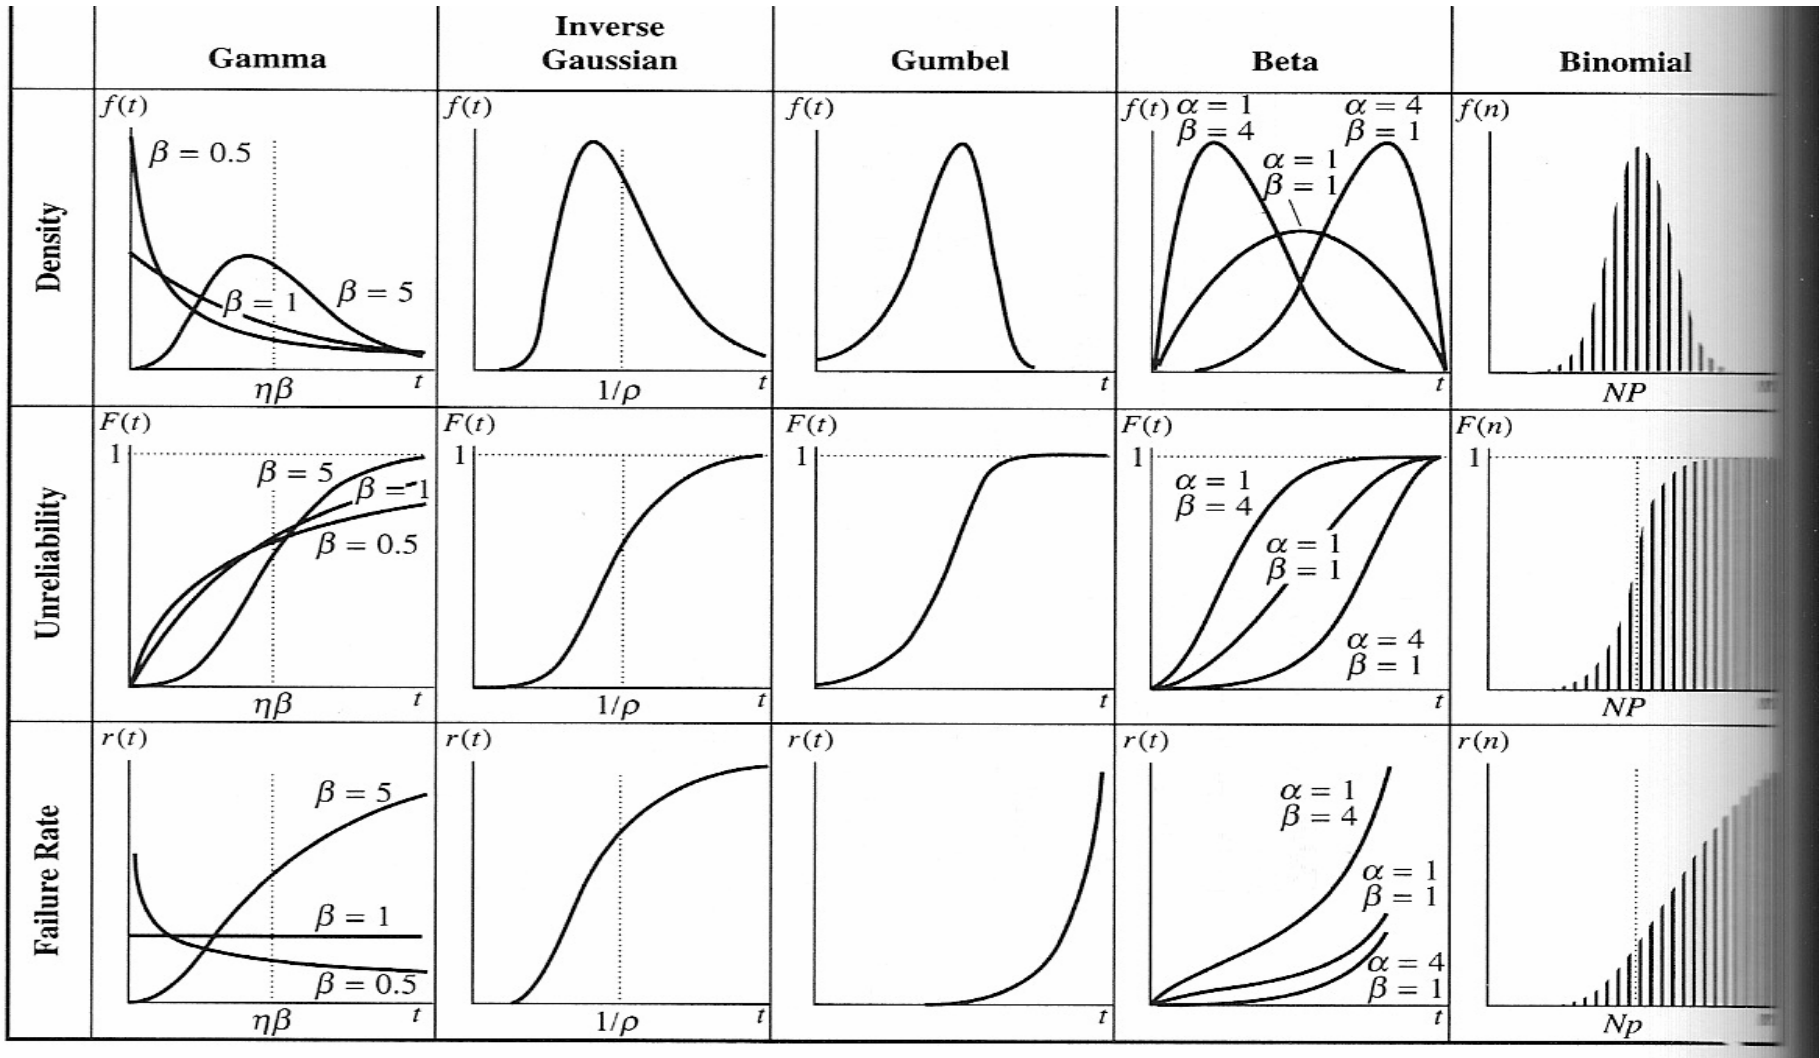 Gamma
Inverse
Gaussian
Gumbel
Beta
Binomial
Density
f(t)
β = 0.5
β = 1
β = 5
ηβ
t
f(t)
1/ρ
t
f(t)
t
f(t)
α = 1
β = 4
α = 1
β = 1
α = 4
β = 1
t
f(n)
NP
Unreliability
F(t)
1
β = 5
β = 1
β = 0.5
ηβ
t
F(t)
1
1/ρ
t
F(t)
1
t
F(t)
1
α = 1
β = 4
α = 1
β = 1
α = 4
β = 1
t
F(n)
1
NP
Failure Rate
r(t)
β = 5
β = 1
β = 0.5
ηβ
t
r(t)
1/ρ
t
r(t)
t
r(t)
α = 1
β = 4
α = 1
β = 1
α = 4
β = 1
t
r(n)
Np